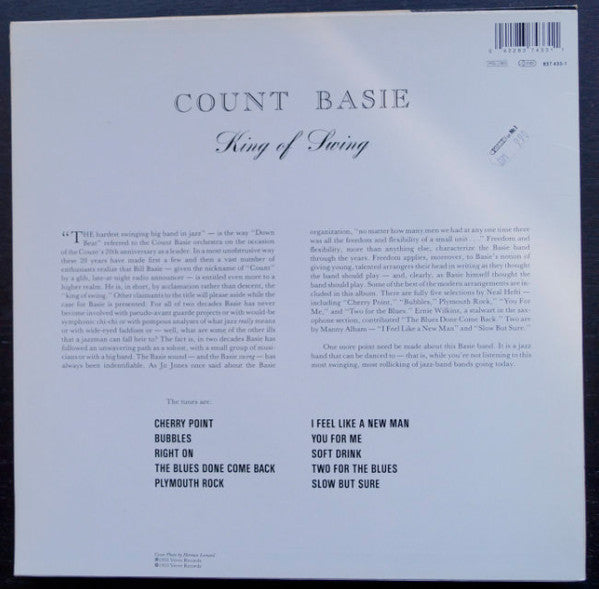 837 433-1
COUNT BASIE
King of Swing
"THE hardest swinging big band in jazz" — is the way "Down
Beat" referred to the Count Basie orchestra on the occasion
of the Count's 20th anniversary as a leader. In a most unobtrusive way
these 20 years have made first a few and then a vast number of
enthusiasts realize that Bill Basie — given the nickname of "Count"
by a glib, late-at-night radio announcer — is entitled even more to a
higher realm. He is, in short, by acclamation rather than descent, the
"king of swing." Other claimants to the title will please stand aside while the
case for Basie is presented. For all of two decades Basie has never
become involved with pseudo-avant guarde projects or with would-be
symphonic chi-chi or with pompous analyses of what jazz really means
or with wide-eyed faddists or well, what are some of the other ills
that a jazzman can fall heir to? The fact is, in two decades Basie has
followed an unswerving path as a soloist, with a small group of musi-
cians or with a big band. The Basie sound — and the Basie swing — has
always been indentifiable. As Jo Jones once said about the Basie
organization, "no matter how many men we had at any one time there
was all the freedom and flexibility of a small unit . . ." Freedom and
flexibility, more than anything else, characterize the Basie band
through the years. Freedom applies, moreover, to Basie's notion of
giving young, talented arrangers their head in writing as they thought
the band should play — and, clearly, as Basie himself thought the
band should play. Some of the best of the modern arrangements are in-
cluded in this album. There are fully five selections by Neal Hefti —
including "Cherry Point," "Bubbles," Plymouth Rock," "You For
Me," and "Two for the Blues." Ernie Wilkins, a stalwart in the sax-
ophone section, contributed "The Blues Done Come Back." Two are
by Manny Albam — "I Feel Like a New Man" and "Slow But Sure."
One more point need be made about this Basie band. It is a jazz
band that can be danced to — that is, while you're not listening to this
most swinging, most rollicking of jazz-band bands going today.
The tunes are:
CHERRY POINT
BUBBLES
RIGHT ON
THE BLUES DONE COME BACK
PLYMOUTH ROCK
I FEEL LIKE A NEW MAN
YOU FOR ME
SOFT DRINK
TWO FOR THE BLUES
SLOW BUT SURE
Cover Photo by Herman Leonard
Verve Records
Verve Records